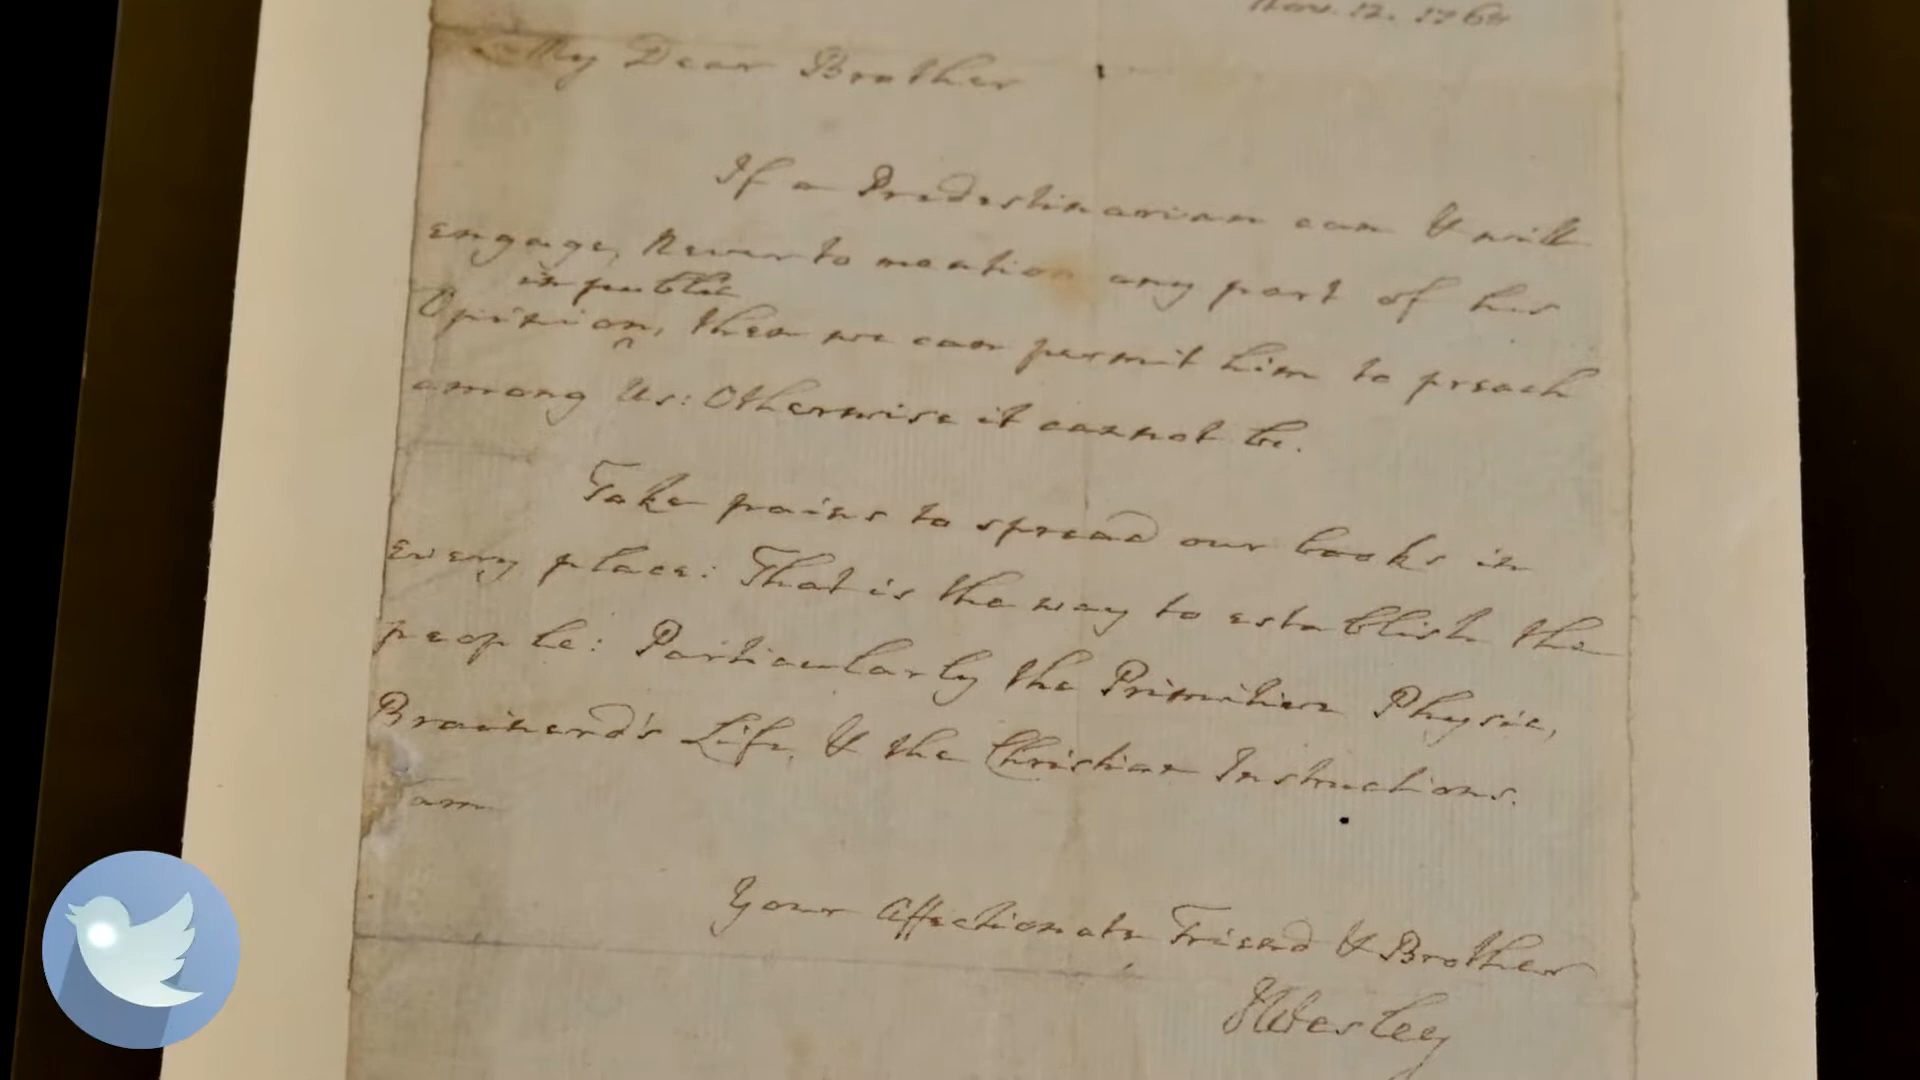 Nov. 12. 176
My Dear Brother
If a Predestinarian can & will
engage, Never to mention any part of his
in public
Opinion, then we can permit him to preach
among Us: Otherwise it cannot be.
Take pains to spread our books in
every place: That is the way to establish the
people: Particularly the Primitive Physic,
Brainerd's Life, & the Christian Instructions.
I am
Your Affectionate Friend & Brother
JWesley